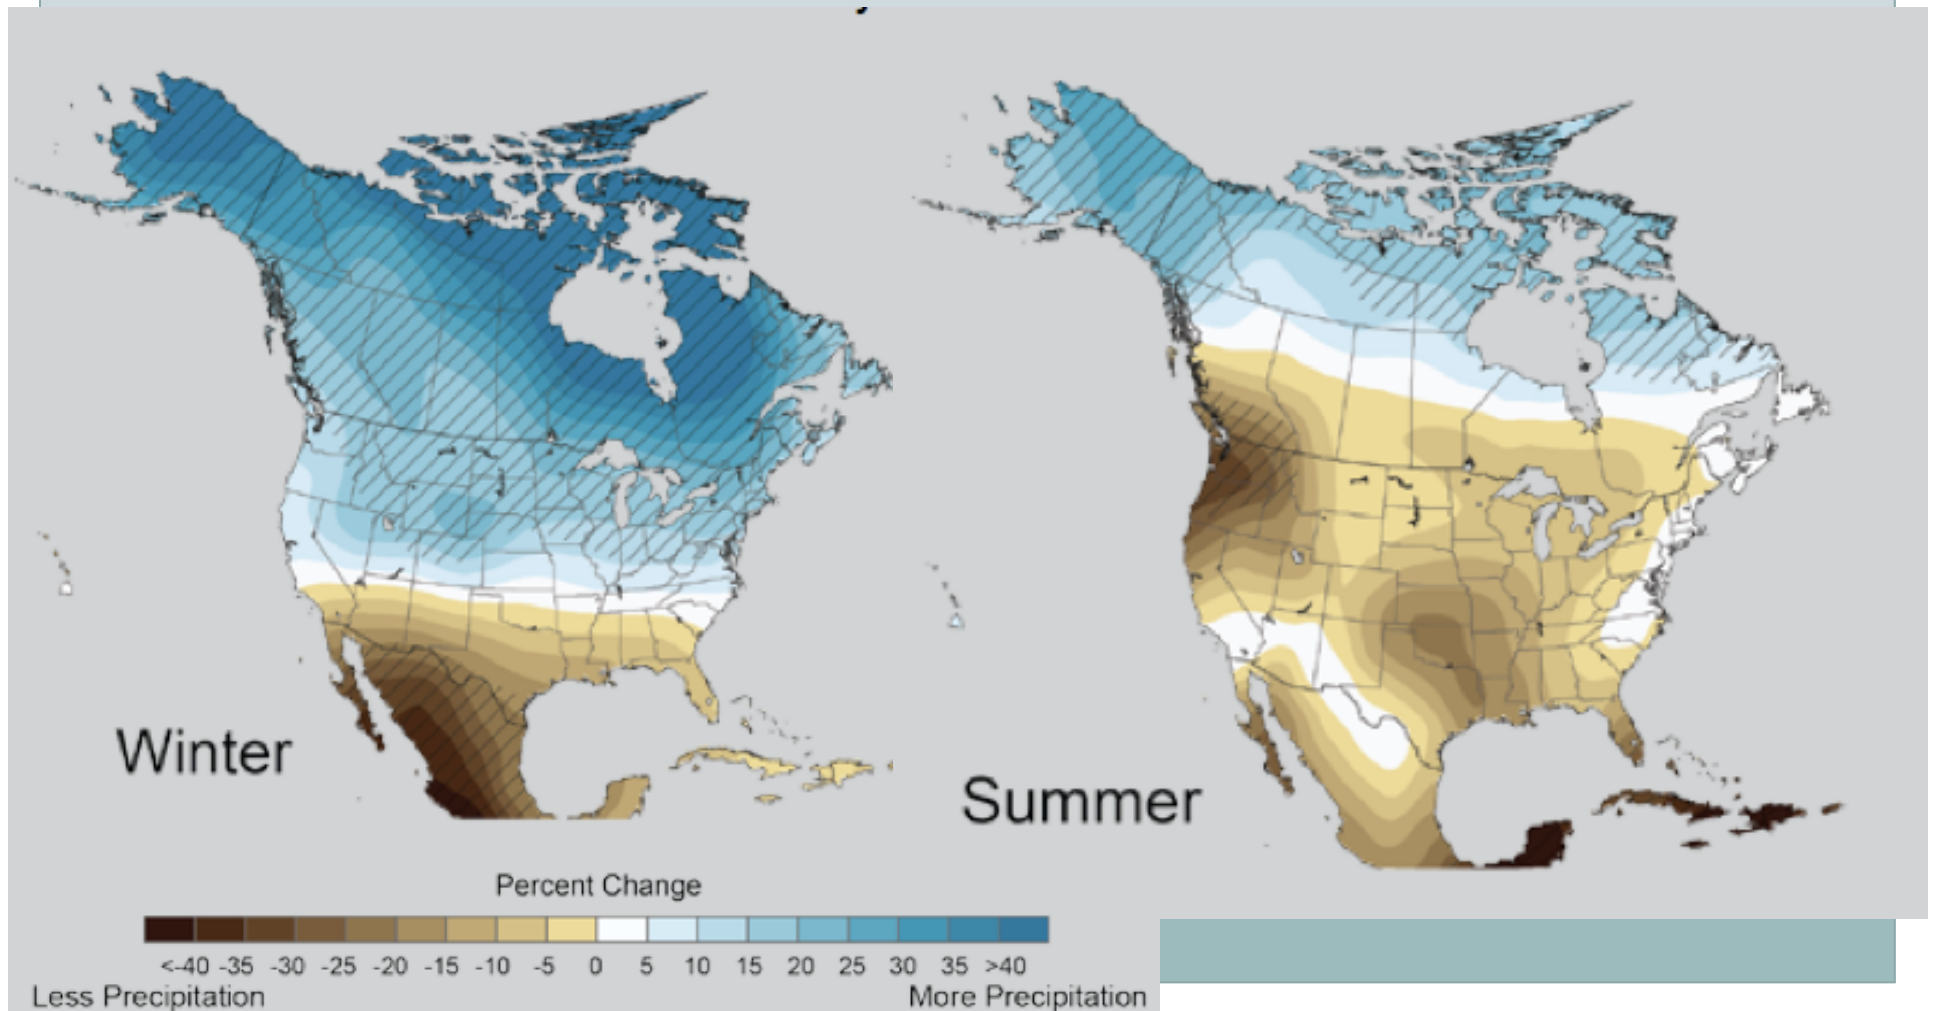 Winter
Summer
Percent Change
<-40 -35 -30 -25 -20 -15 -10 -5 0 5 10 15 20 25 30 35 >40
Less Precipitation
More Precipitation